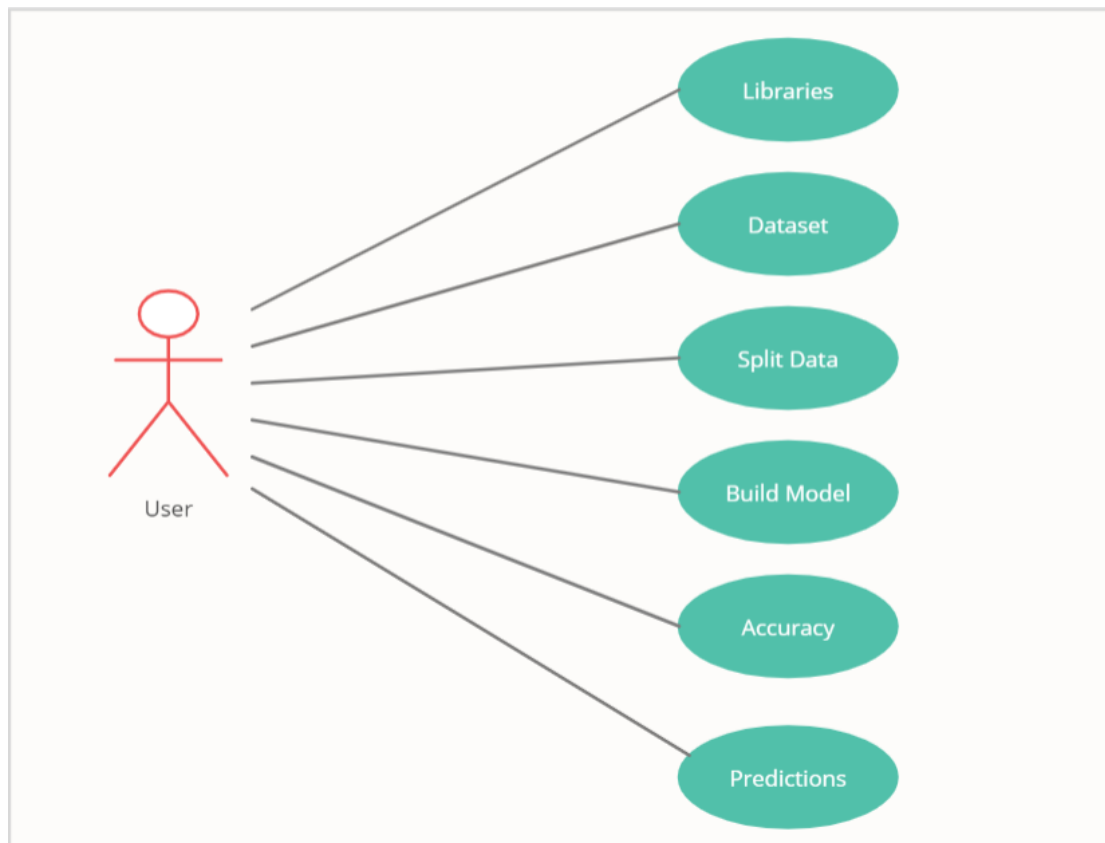 Libraries
Dataset
Split Data
Build Model
User
Accuracy
Predictions